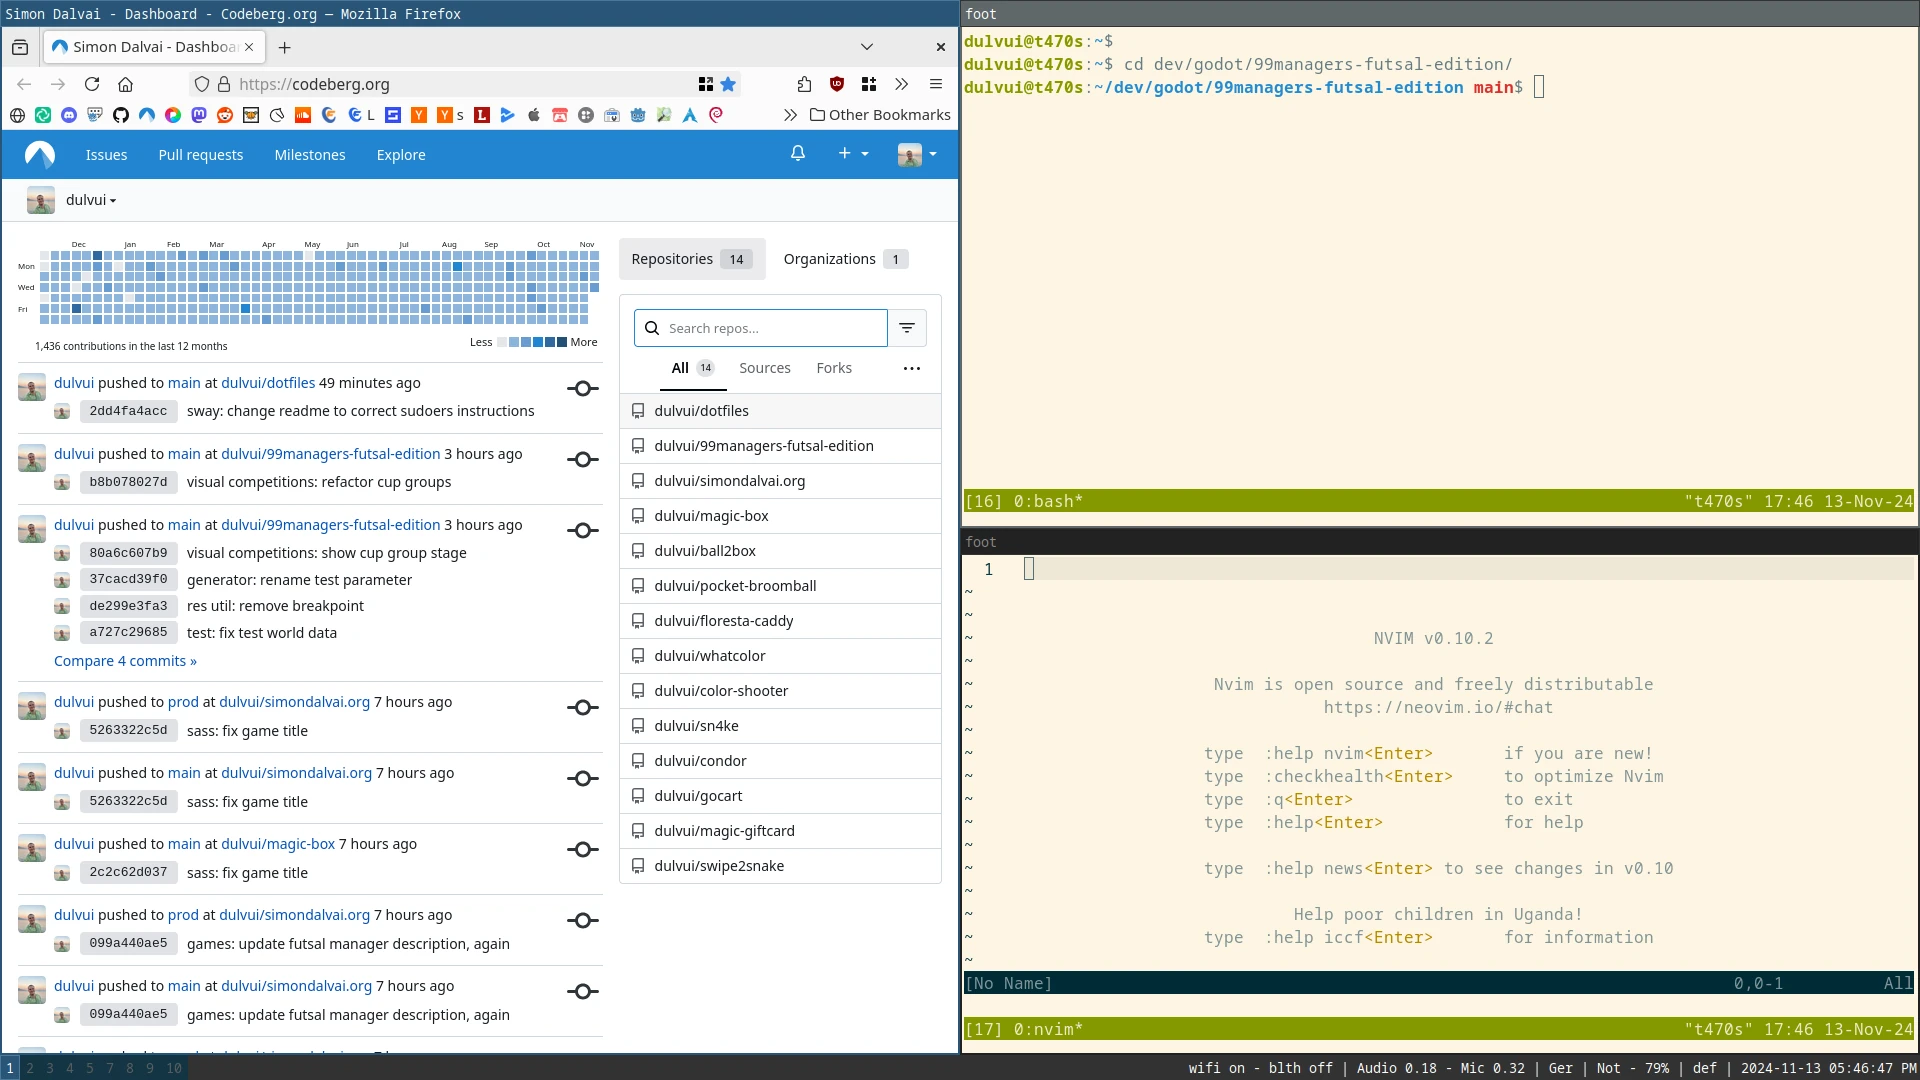 Simon Dalvai - Dashboard - Codeberg.org — Mozilla Firefox
Simon Dalvai - Dashboa
https://codeberg.org
L
s
Other Bookmarks
Issues Pull requests Milestones Explore
dulvui
Dec Jan Feb Mar Apr May Jun Jul Aug Sep Oct Nov
Mon
Wed
Fri
1,436 contributions in the last 12 months
Less More
dulvui pushed to main at dulvui/dotfiles 49 minutes ago
2dd4fa4acc sway: change readme to correct sudoers instructions
dulvui pushed to main at dulvui/99managers-futsal-edition 3 hours ago
b8b078027d visual competitions: refactor cup groups
dulvui pushed to main at dulvui/99managers-futsal-edition 3 hours ago
80a6c607b9 visual competitions: show cup group stage
37cacd39f0 generator: rename test parameter
de299e3fa3 res util: remove breakpoint
a727c29685 test: fix test world data
Compare 4 commits »
dulvui pushed to prod at dulvui/simondalvai.org 7 hours ago
5263322c5d sass: fix game title
dulvui pushed to main at dulvui/simondalvai.org 7 hours ago
5263322c5d sass: fix game title
dulvui pushed to main at dulvui/magic-box 7 hours ago
2c2c62d037 sass: fix game title
dulvui pushed to prod at dulvui/simondalvai.org 7 hours ago
099a440ae5 games: update futsal manager description, again
dulvui pushed to main at dulvui/simondalvai.org 7 hours ago
099a440ae5 games: update futsal manager description, again
Repositories 14 Organizations 1
Search repos...
All 14 Sources Forks
dulvui/dotfiles
dulvui/99managers-futsal-edition
dulvui/simondalvai.org
dulvui/magic-box
dulvui/ball2box
dulvui/pocket-broomball
dulvui/floresta-caddy
dulvui/whatcolor
dulvui/color-shooter
dulvui/sn4ke
dulvui/condor
dulvui/gocart
dulvui/magic-giftcard
dulvui/swipe2snake
foot
dulvui@t470s:~$
dulvui@t470s:~$ cd dev/godot/99managers-futsal-edition/
dulvui@t470s:~/dev/godot/99managers-futsal-edition main$
[16] 0:bash* "t470s" 17:46 13-Nov-24
foot
1
~
~
~ NVIM v0.10.2
~
~ Nvim is open source and freely distributable
~ https://neovim.io/#chat
~
~ type :help nvim<Enter> if you are new!
~ type :checkhealth<Enter> to optimize Nvim
~ type :q<Enter> to exit
~ type :help<Enter> for help
~
~ type :help news<Enter> to see changes in v0.10
~
~ Help poor children in Uganda!
~ type :help iccf<Enter> for information
~
[No Name] 0,0-1 All
[17] 0:nvim* "t470s" 17:46 13-Nov-24
1 2 3 4 5 6 7 8 9 10
wifi on - blth off | Audio 0.18 - Mic 0.32 | Ger | Not - 79% | def | 2024-11-13 05:46:47 PM